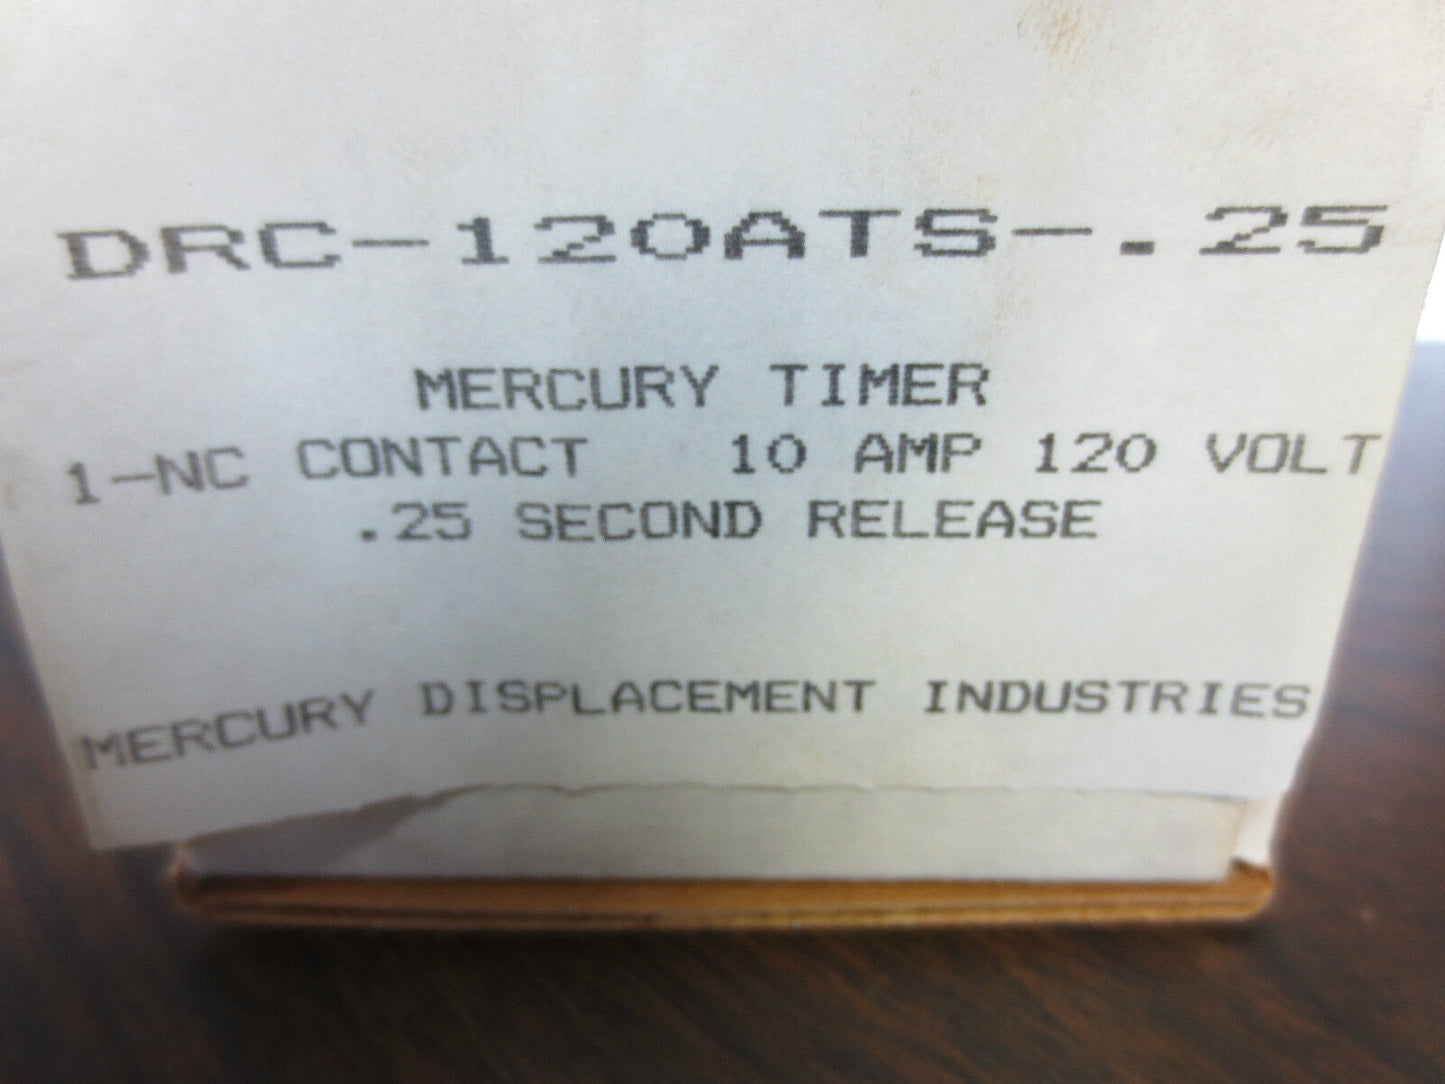 DRC-120ATS-.25
MERCURY TIMER
1-NC CONTACT 10 AMP 120 VOLT
.25 SECOND RELEASE
MERCURY DISPLACEMENT INDUSTRIES